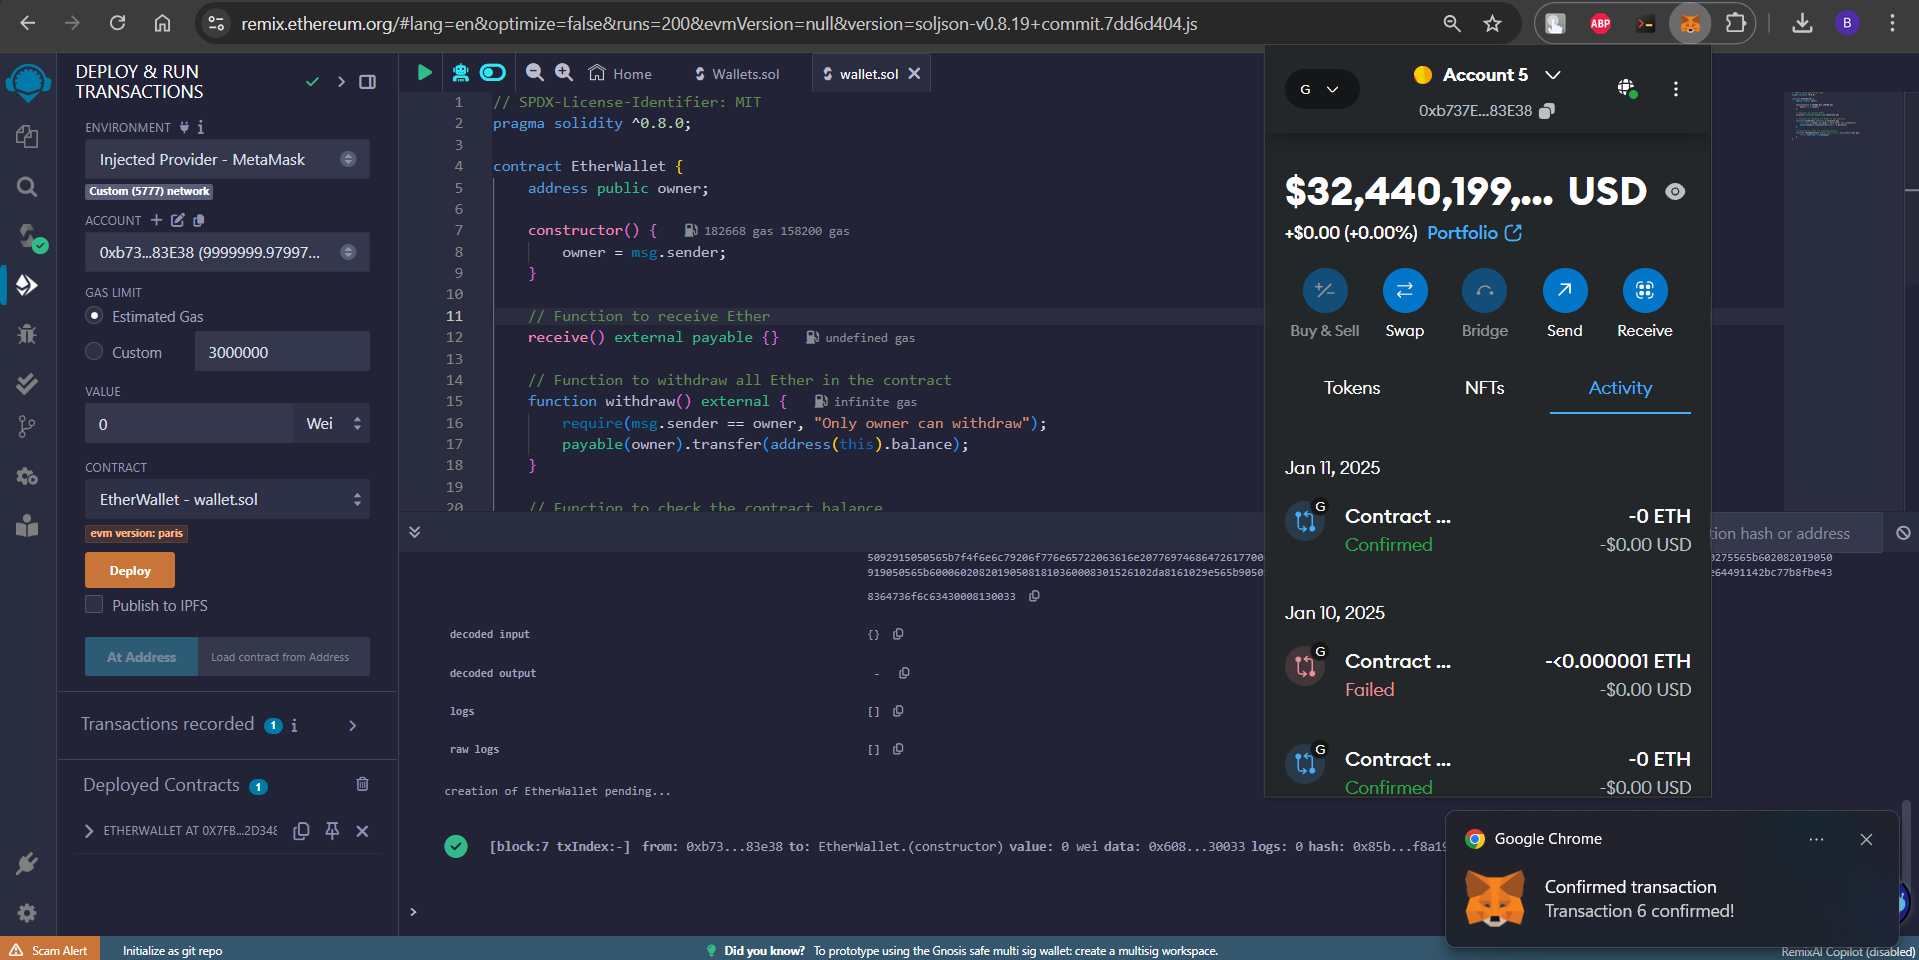 remix.ethereum.org/#lang=en&optimize=false&runs=200&evmVersion=null&version=soljson-v0.8.19+commit.7dd6d404.js
ABP
B
DEPLOY & RUN
TRANSACTIONS
ENVIRONMENT
Injected Provider - MetaMask
Custom (5777) network
ACCOUNT
0xb73...83E38 (9999999.97997...
GAS LIMIT
Estimated Gas
Custom
3000000
VALUE
0
Wei
CONTRACT
EtherWallet - wallet.sol
evm version: paris
Deploy
Publish to IPFS
At Address
Load contract from Address
Transactions recorded 1
Deployed Contracts 1
ETHERWALLET AT 0X7FB...2D348
Home
Wallets.sol
wallet.sol
1 // SPDX-License-Identifier: MIT
2 pragma solidity ^0.8.0;
3
4 contract EtherWallet {
5 address public owner;
6
7 constructor() { 182668 gas 158200 gas
8 owner = msg.sender;
9 }
10
11 // Function to receive Ether
12 receive() external payable {} undefined gas
13
14 // Function to withdraw all Ether in the contract
15 function withdraw() external { infinite gas
16 require(msg.sender == owner, "Only owner can withdraw");
17 payable(owner).transfer(address(this).balance);
18 }
19
20 // Function to check the contract balance
tion hash or address
8364736f6c63430008130033
decoded input {}
decoded output -
logs []
raw logs []
creation of EtherWallet pending...
[block:7 txIndex:-] from: 0xb73...83e38 to: EtherWallet.(constructor) value: 0 wei data: 0x608...30033 logs: 0 hash: 0x85b...f8a19
>
G
Account 5
0xb737E...83E38
$32,440,199,... USD
+$0.00 (+0.00%) Portfolio
Buy & Sell
Swap
Bridge
Send
Receive
Tokens
NFTs
Activity
Jan 11, 2025
G
Contract ... -0 ETH
Confirmed -$0.00 USD
Jan 10, 2025
G
Contract ... -<0.000001 ETH
Failed -$0.00 USD
G
Contract ... -0 ETH
Confirmed -$0.00 USD
Google Chrome
Confirmed transaction
Transaction 6 confirmed!
Scam Alert
Initialize as git repo
Did you know? To prototype using the Gnosis safe multi sig wallet: create a multisig workspace.
RemixAI Copilot (disabled)